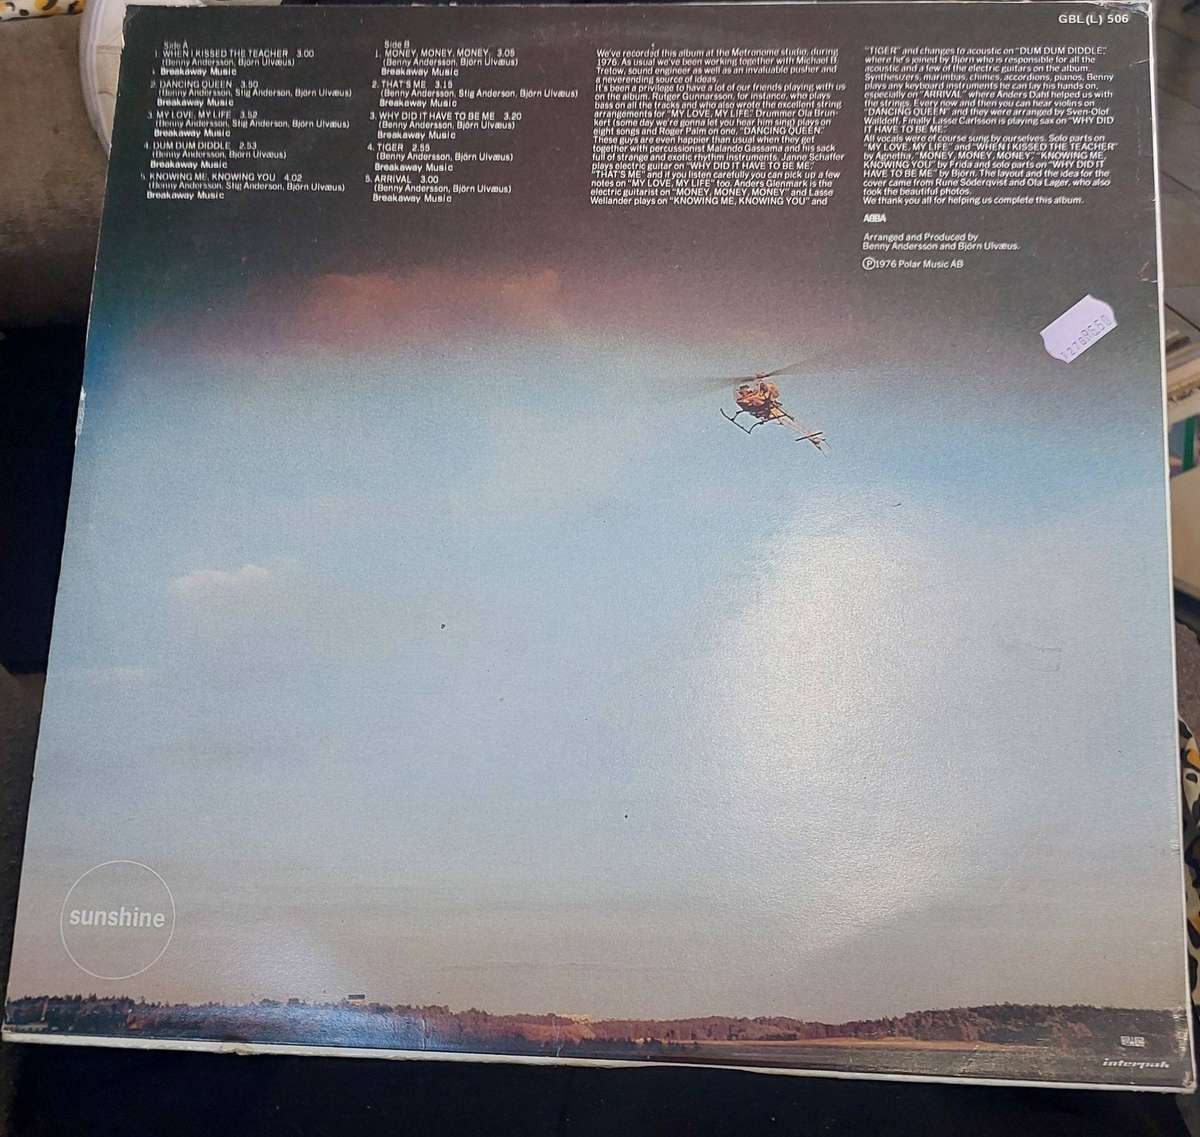 GBL(L) 506
Side A
1. WHEN I KISSED THE TEACHER 3.00
(Benny Andersson, Björn Ulvæus)
Breakaway Music
2. DANCING QUEEN 3.50
(Benny Andersson, Stig Anderson, Björn Ulvæus)
Breakaway Music
3. MY LOVE, MY LIFE 3.52
(Benny Andersson, Stig Anderson, Björn Ulvæus)
Breakaway Music
4. DUM DUM DIDDLE 2.53
(Benny Andersson, Björn Ulvæus)
Breakaway Music
5. KNOWING ME, KNOWING YOU 4.02
(Benny Andersson, Stig Anderson, Björn Ulvæus)
Breakaway Music
Side B
1. MONEY, MONEY, MONEY, 3.05
(Benny Andersson, Björn Ulvæus)
Breakaway Music
2. THAT'S ME 3.15
(Benny Andersson, Stig Anderson, Björn Ulvæus)
Breakaway Music
3. WHY DID IT HAVE TO BE ME 3.20
(Benny Andersson, Björn Ulvæus)
Breakaway Music
4. TIGER 2.55
(Benny Andersson, Björn Ulvæus)
Breakaway Music
5. ARRIVAL 3.00
(Benny Andersson, Björn Ulvæus)
Breakaway Music
We've recorded this album at the Metronome studio, during
1976. As usual we've been working together with Michael B.
Tretow, sound engineer as well as an invaluable pusher and
a neverending source of ideas.
It's been a privilege to have a lot of our friends playing with us
on the album. Rutger Gunnarsson, for instance, who plays
bass on all the tracks and who also wrote the excellent string
arrangements for "MY LOVE, MY LIFE." Drummer Ola Brun-
kert (some day we're gonna let you hear him sing) plays on
eight songs and Roger Palm on one, "DANCING QUEEN."
These guys are even happier than usual when they get
together with percussionist Malando Gassama and his sack
full of strange and exotic rhythm instruments. Janne Schaffer
plays electric guitar on "WHY DID IT HAVE TO BE ME,"
"THAT'S ME" and if you listen carefully you can pick up a few
notes on "MY LOVE, MY LIFE" too. Anders Glenmark is the
electric guitarist on "MONEY, MONEY, MONEY" and Lasse
Wellander plays on "KNOWING ME, KNOWING YOU" and
"TIGER" and changes to acoustic on "DUM DUM DIDDLE,"
where he's joined by Björn who is responsible for all the
acoustic and a few of the electric guitars on the album.
Synthesizers, marimbas, chimes, accordions, pianos, Benny
plays any keyboard instruments he can lay his hands on,
especially on "ARRIVAL" where Anders Dahl helped us with
the strings. Every now and then you can hear violins on
"DANCING QUEEN" and they were arranged by Sven-Olof
Walldoff. Finally Lasse Carlsson is playing sax on "WHY DID
IT HAVE TO BE ME."
All vocals were of course sung by ourselves. Solo parts on
"MY LOVE, MY LIFE" and "WHEN I KISSED THE TEACHER"
by Agnetha, "MONEY, MONEY, MONEY," "KNOWING ME,
KNOWING YOU" by Frida and solo parts on "WHY DID IT
HAVE TO BE ME" by Björn. The layout and the idea for the
cover came from Rune Söderqvist and Ola Lager, who also
took the beautiful photos.
We thank you all for helping us complete this album.
ABBA
Arranged and Produced by
Benny Andersson and Björn Ulvæus.
Ⓟ1976 Polar Music AB
sunshine
interpak